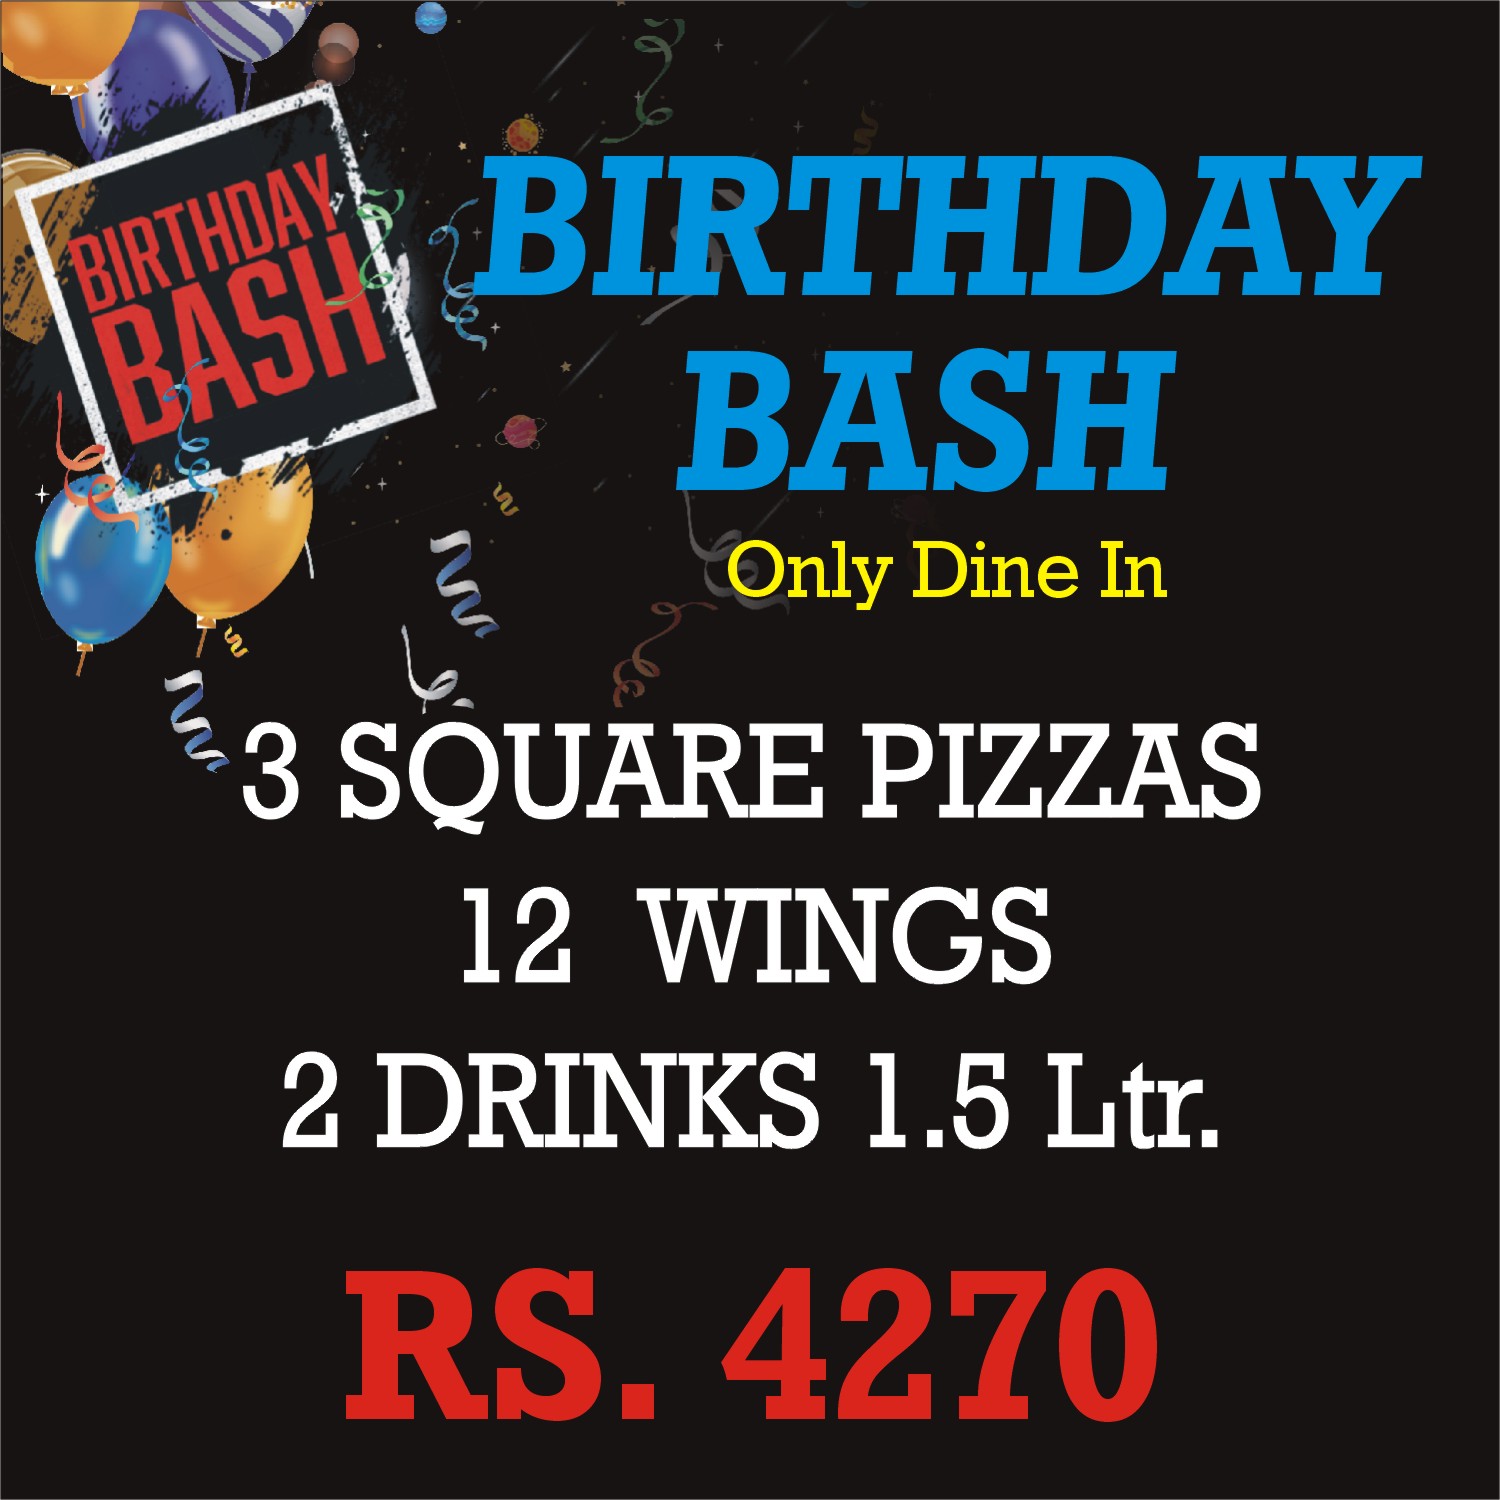 BIRTHDAY
BASH
BIRTHDAY
BASH
Only Dine In
3 SQUARE PIZZAS
12 WINGS
2 DRINKS 1.5 Ltr.
RS. 4270